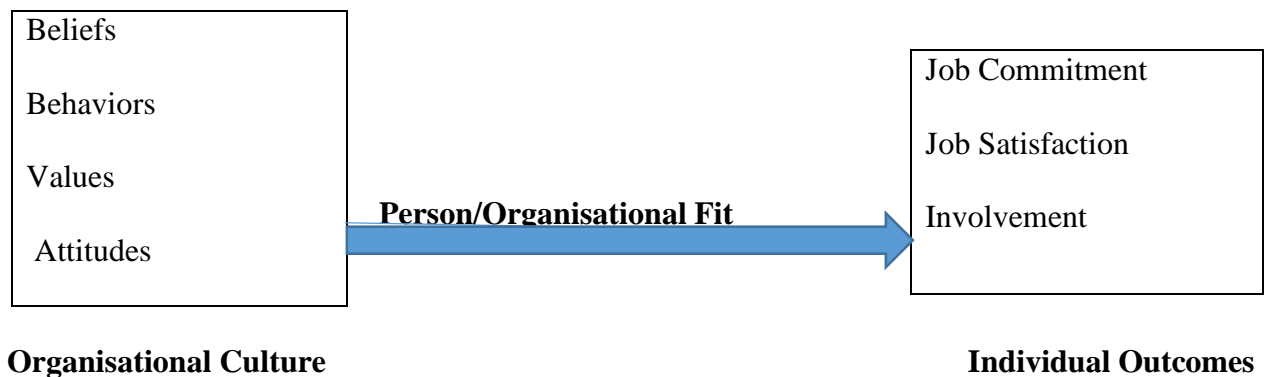 Beliefs
Behaviors
Values
Attitudes
Person/Organisational Fit
Job Commitment
Job Satisfaction
Involvement
Organisational Culture
Individual Outcomes